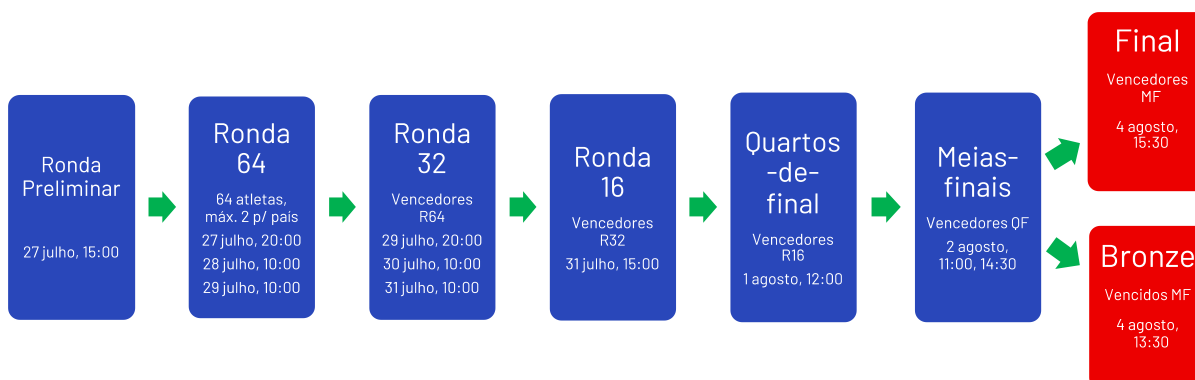 Ronda
Preliminar
27 julho, 15:00
Ronda
64
64 atletas,
máx. 2 p/ país
27 julho, 20:00
28 julho, 10:00
29 julho, 10:00
Ronda
32
Vencedores
R64
29 julho, 20:00
30 julho, 10:00
31 julho, 10:00
Ronda
16
Vencedores
R32
31 julho, 15:00
Quartos
-de-
final
Vencedores
R16
1 agosto, 12:00
Meias-
finais
Vencedores QF
2 agosto,
11:00, 14:30
Final
Vencedores
MF
4 agosto,
15:30
Bronze
Vencidos MF
4 agosto,
13:30